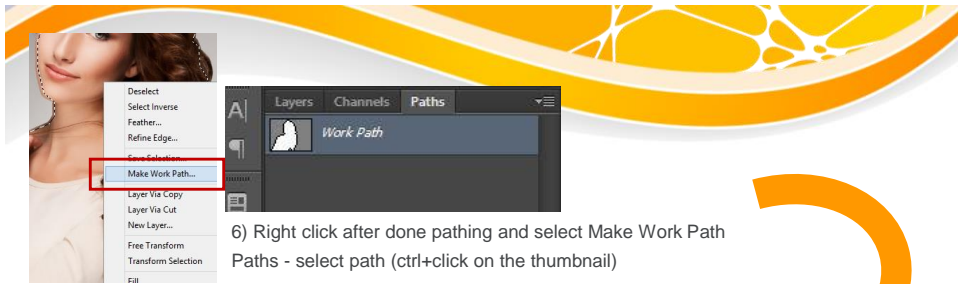 Deselect
Select Inverse
Feather...
Refine Edge...
Save Selection...
Make Work Path...
Layer Via Copy
Layer Via Cut
New Layer...
Free Transform
Transform Selection
Fill
A
Layers Channels Paths
Work Path
¶
6) Right click after done pathing and select Make Work Path
Paths - select path (ctrl+click on the thumbnail)